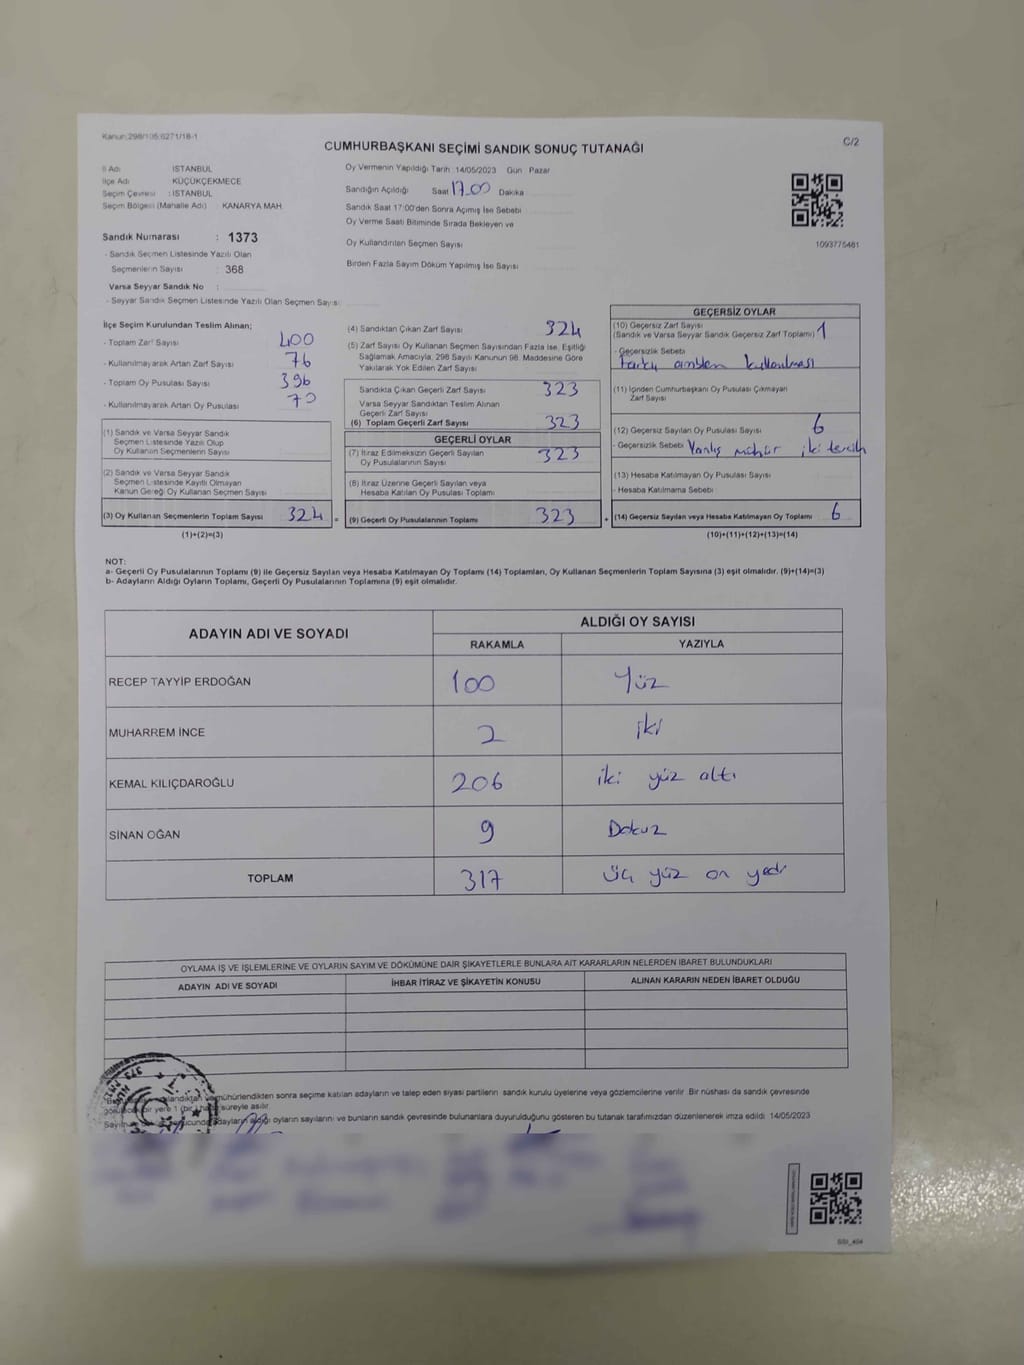 Kanun:298/105;6271/18-1
C/2
CUMHURBAŞKANI SEÇİMİ SANDIK SONUÇ TUTANAĞI
İl Adı İSTANBUL
İlçe Adı KÜÇÜKÇEKMECE
Seçim Çevresi : İSTANBUL
Seçim Bölgesi (Mahalle Adı) : KANARYA MAH.
Oy Vermenin Yapıldığı Tarih :14/05/2023 Gün Pazar
Sandığın Açıldığı Saat 17.00 Dakika
Sandık Saat 17:00'den Sonra Açımış İse Sebebi
Oy Verme Saati Bitiminde Sırada Bekleyen ve
Oy Kullandırılan Seçmen Sayısı
Birden Fazla Sayım Döküm Yapılmış İse Sayısı
1093775461
Sandık Numarası : 1373
- Sandık Seçmen Listesinde Yazılı Olan
Seçmenlerin Sayısı : 368
Varsa Seyyar Sandık No :
- Seyyar Sandık Seçmen Listesinde Yazılı Olan Seçmen Sayısı
İlçe Seçim Kurulundan Teslim Alınan;
- Toplam Zarf Sayısı 400
- Kullanılmayarak Artan Zarf Sayısı 76
- Toplam Oy Pusulası Sayısı 396
- Kullanılmayarak Artan Oy Pusulası
(1) Sandık ve Varsa Seyyar Sandık
Seçmen Listesinde Yazılı Olup
Oy Kullanan Seçmenlerin Sayısı
(2) Sandık ve Varsa Seyyar Sandık
Seçmen Listesinde Kayıtlı Olmayan
Kanun Gereği Oy Kullanan Seçmen Sayısı
(3) Oy Kullanan Seçmenlerin Toplam Sayısı 324 =
(1)+(2)=(3)
(4) Sandıktan Çıkan Zarf Sayısı 324
(5) Zarf Sayısı Oy Kullanan Seçmen Sayısından Fazla İse, Eşitliği
Sağlamak Amacıyla, 298 Sayılı Kanunun 98. Maddesine Göre
Yakılarak Yok Edilen Zarf Sayısı
Sandıkta Çıkan Geçerli Zarf Sayısı 323
Varsa Seyyar Sandıktan Teslim Alınan
Geçerli Zarf Sayısı
(6) Toplam Geçerli Zarf Sayısı 323
GEÇERLİ OYLAR
(7) İtiraz Edilmeksizin Geçerli Sayılan
Oy Pusulalarının Sayısı 323
(8) İtiraz Üzerine Geçerli Sayılan veya
Hesaba Katılan Oy Pusulası Toplamı
(9) Geçerli Oy Pusulalarının Toplamı 323 +
GEÇERSİZ OYLAR
(10) Geçersiz Zarf Sayısı
(Sandık ve Varsa Seyyar Sandık Geçersiz Zarf Toplamı) 1
- Geçersizlik Sebebi
farklı amblem kullanılması
(11) İçinden Cumhurbaşkanı Oy Pusulası Çıkmayan
Zarf Sayısı
(12) Geçersiz Sayılan Oy Pusulası Sayısı 6
- Geçersizlik Sebebi Yanlış mühür iki tercih
(13) Hesaba Katılmayan Oy Pusulası Sayısı
- Hesaba Katılmama Sebebi
(14) Geçersiz Sayılan veya Hesaba Katılmayan Oy Toplamı 6
(10)+(11)+(12)+(13)=(14)
NOT:
a- Geçerli Oy Pusulalarının Toplamı (9) ile Geçersiz Sayılan veya Hesaba Katılmayan Oy Toplamı (14) Toplamları, Oy Kullanan Seçmenlerin Toplam Sayısına (3) eşit olmalıdır. (9)+(14)=(3)
b- Adayların Aldığı Oyların Toplamı, Geçerli Oy Pusulalarının Toplamına (9) eşit olmalıdır.
ADAYIN ADI VE SOYADI
ALDIĞI OY SAYISI
RAKAMLA YAZIYLA
RECEP TAYYİP ERDOĞAN 100 Yüz
MUHARREM İNCE 2 iki
KEMAL KILIÇDAROĞLU 206 iki yüz altı
SİNAN OĞAN 9 Dokuz
TOPLAM 317 üç yüz on yedi
OYLAMA İŞ VE İŞLEMLERİNE VE OYLARIN SAYIM VE DÖKÜMÜNE DAİR ŞİKAYETLERLE BUNLARA AİT KARARLARIN NELERDEN İBARET BULUNDUKLARI
ADAYIN ADI VE SOYADI İHBAR İTİRAZ VE ŞİKAYETİN KONUSU ALINAN KARARIN NEDEN İBARET OLDUĞU
mühürlendikten sonra seçime katılan adayların ve talep eden siyasi partilerin sandık kurulu üyelerine veya gözlemcilerine verilir. Bir nüshası da sandık çevresinde
bir yere 1 (bir) hafta süreyle asılır.
adayların aldığı oyların sayılarını ve bunların sandık çevresinde bulunanlara duyurulduğunu gösteren bu tutanak tarafımızdan düzenlenerek imza edildi. 14/05/2023